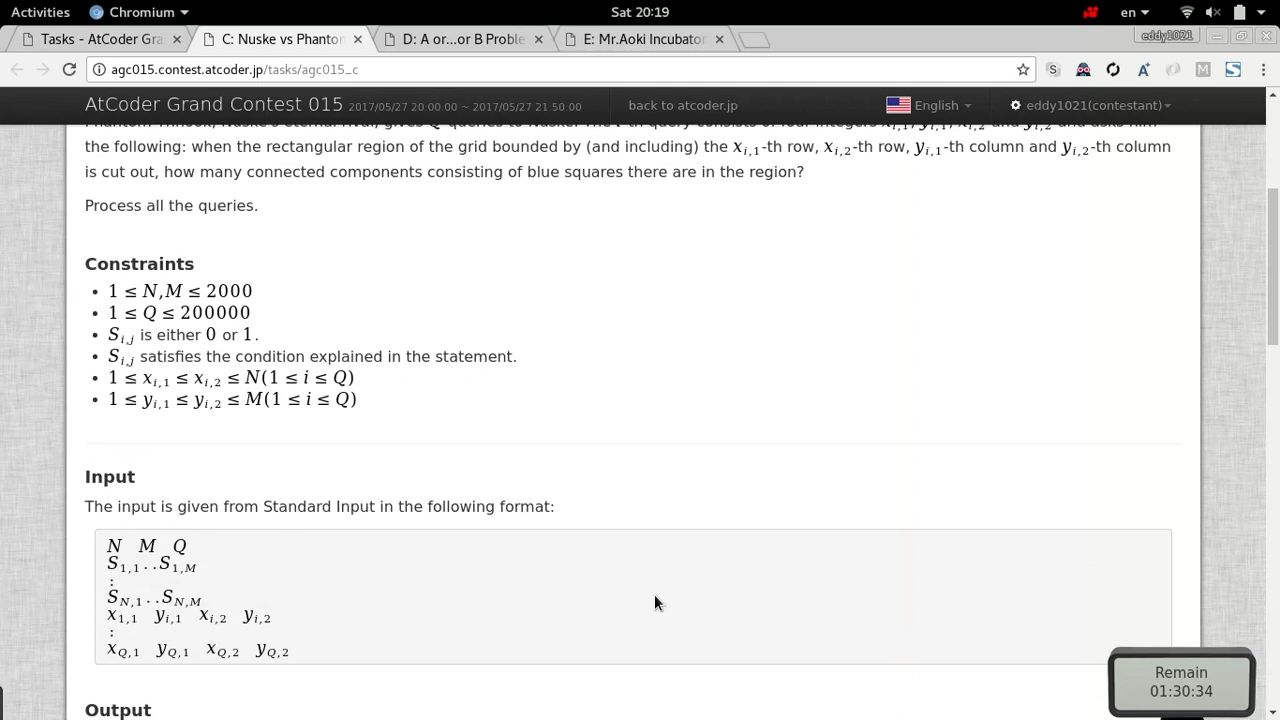 Activities Chromium Sat 20:19 en
Tasks - AtCoder Gra C: Nuske vs Phanton D: A or...or B Proble E: Mr.Aoki Incubator eddy1021
agc015.contest.atcoder.jp/tasks/agc015_c
AtCoder Grand Contest 015 2017/05/27 20:00:00 ~ 2017/05/27 21:50:00 back to atcoder.jp English eddy1021(contestant)
the following: when the rectangular region of the grid bounded by (and including) the x_{i,1}-th row, x_{i,2}-th row, y_{i,1}-th column and y_{i,2}-th column
is cut out, how many connected components consisting of blue squares there are in the region?
Process all the queries.
Constraints
• 1 ≤ N,M ≤ 2000
• 1 ≤ Q ≤ 200000
• S_{i,j} is either 0 or 1.
• S_{i,j} satisfies the condition explained in the statement.
• 1 ≤ x_{i,1} ≤ x_{i,2} ≤ N(1 ≤ i ≤ Q)
• 1 ≤ y_{i,1} ≤ y_{i,2} ≤ M(1 ≤ i ≤ Q)
Input
The input is given from Standard Input in the following format:
N M Q
S_{1,1}..S_{1,M}
:
S_{N,1}..S_{N,M}
x_{1,1} y_{i,1} x_{i,2} y_{i,2}
:
x_{Q,1} y_{Q,1} x_{Q,2} y_{Q,2}
Remain
01:30:34
Output